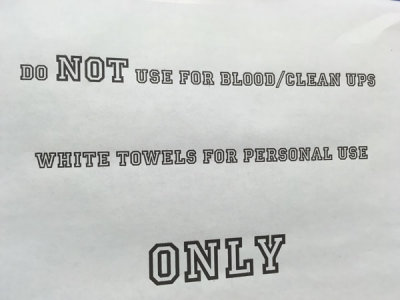 DO NOT USE FOR BLOOD/CLEAN UPS
WHITE TOWELS FOR PERSONAL USE
ONLY